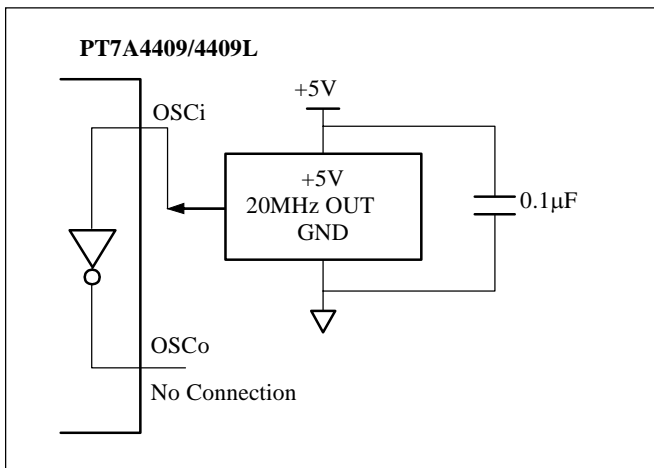 PT7A4409/4409L
OSCi
+5V
+5V
20MHz OUT
GND
0.1µF
OSCo
No Connection